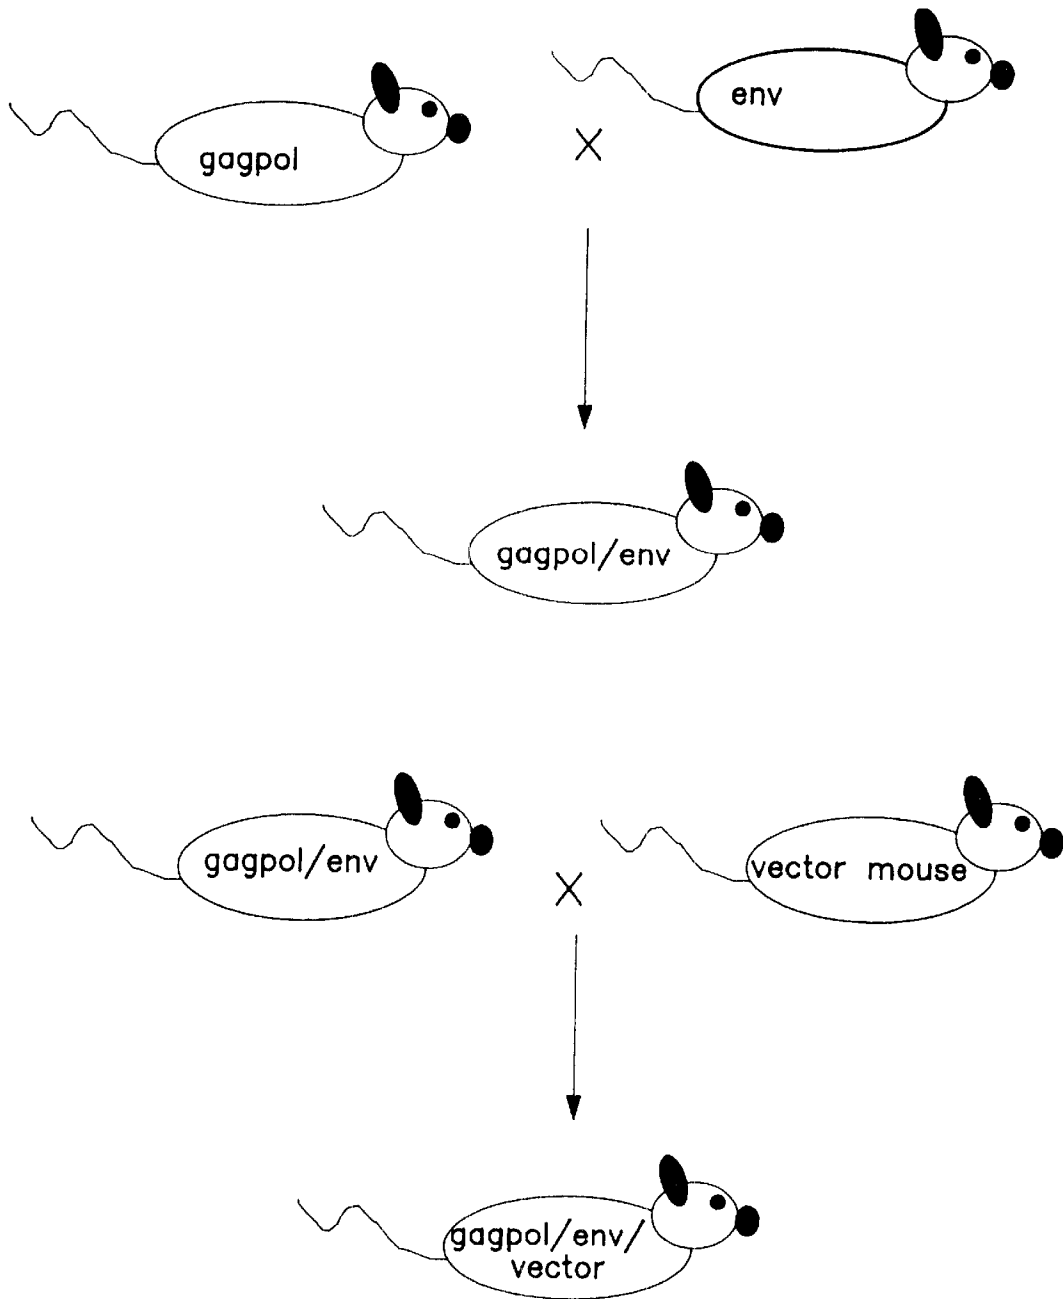 env
gagpol
X
gagpol/env
gagpol/env
X
vector mouse
gagpol/env/
vector